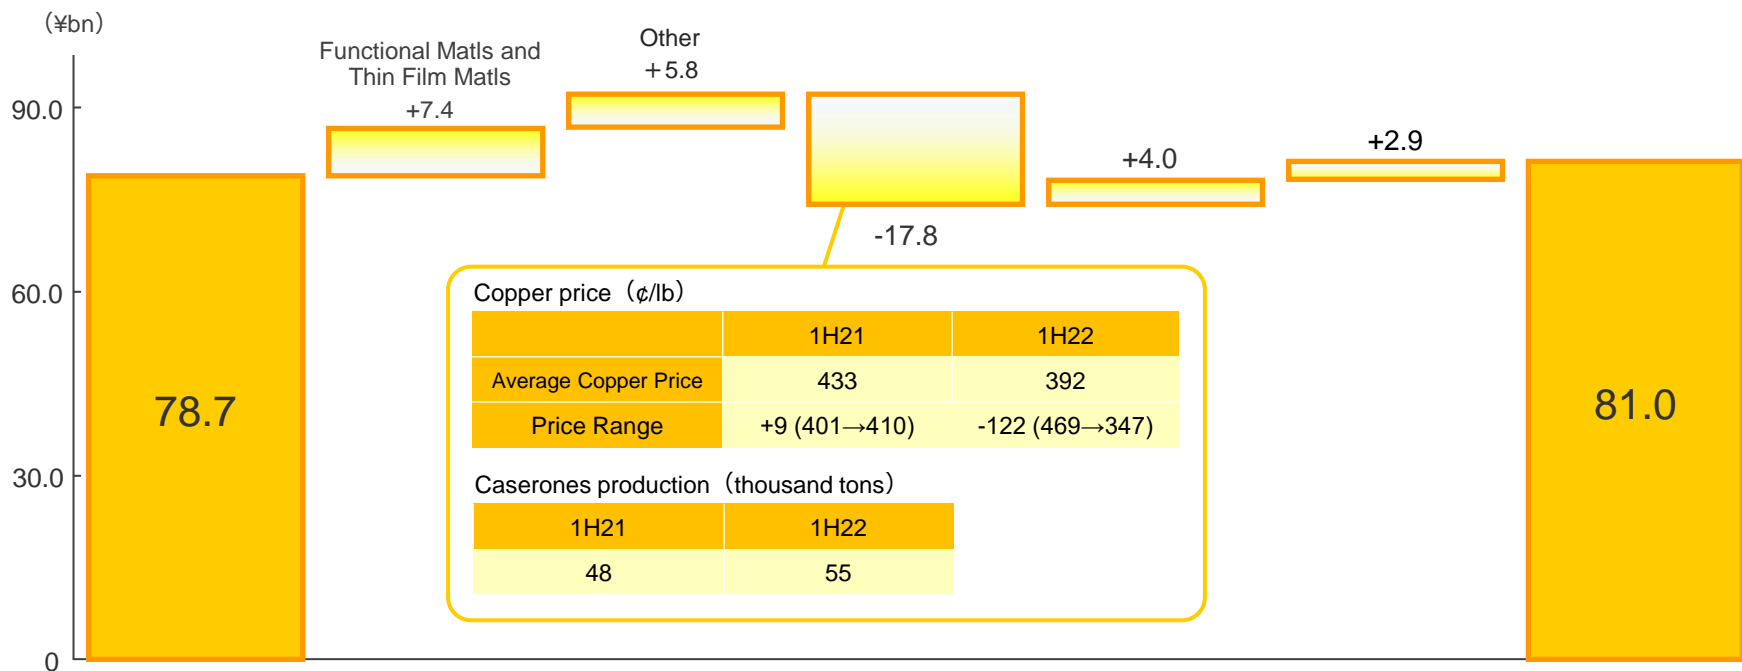 （¥bn）
90.0
60.0
30.0
0
78.7
Functional Matls and
Thin Film Matls
+7.4
Other
＋5.8
-17.8
+4.0
+2.9
81.0
Copper price（¢/lb）
1H21 1H22
Average Copper Price 433 392
Price Range +9 (401→410) -122 (469→347)
Caserones production（thousand tons）
1H21 1H22
48 55